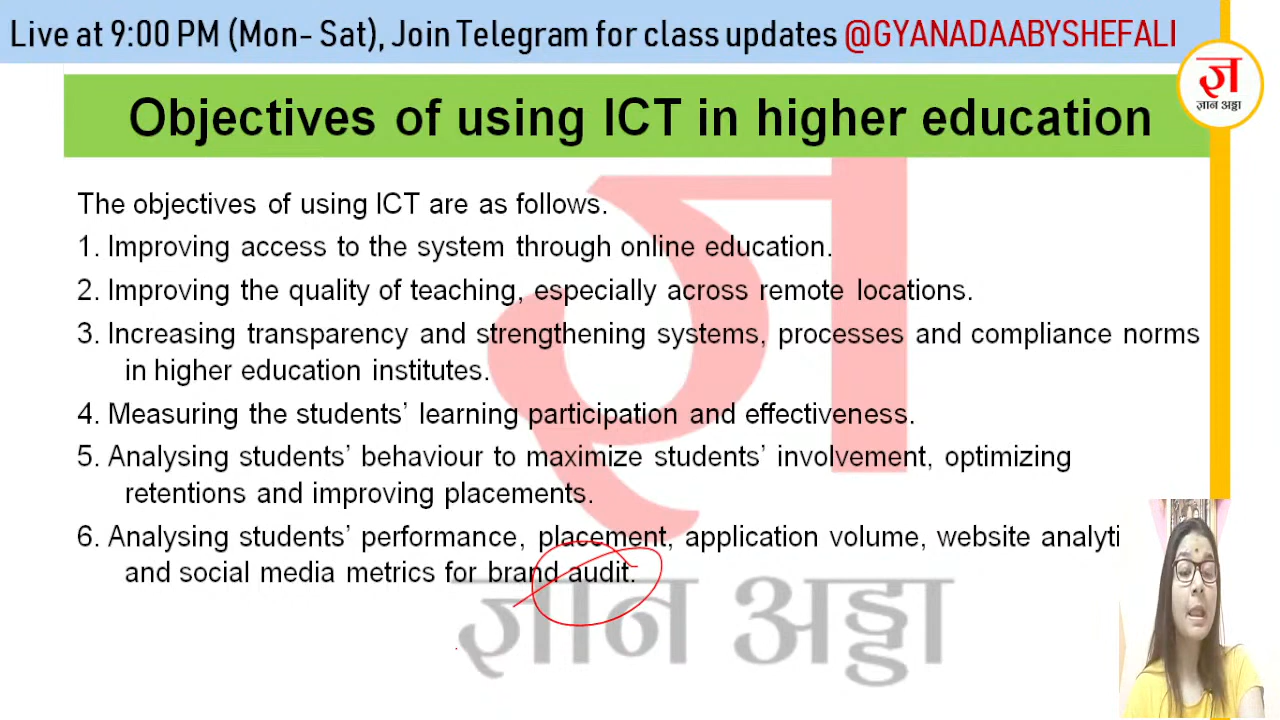 Live at 9:00 PM (Mon- Sat), Join Telegram for class updates @GYANADAABYSHEFALI
ज्ञ
ज्ञान अड्डा
Objectives of using ICT in higher education
The objectives of using ICT are as follows.
1. Improving access to the system through online education.
2. Improving the quality of teaching, especially across remote locations.
3. Increasing transparency and strengthening systems, processes and compliance norms
in higher education institutes.
4. Measuring the students’ learning participation and effectiveness.
5. Analysing students’ behaviour to maximize students’ involvement, optimizing
retentions and improving placements.
6. Analysing students’ performance, placement, application volume, website analyti
and social media metrics for brand audit.
ज्ञ
ज्ञान अड्डा